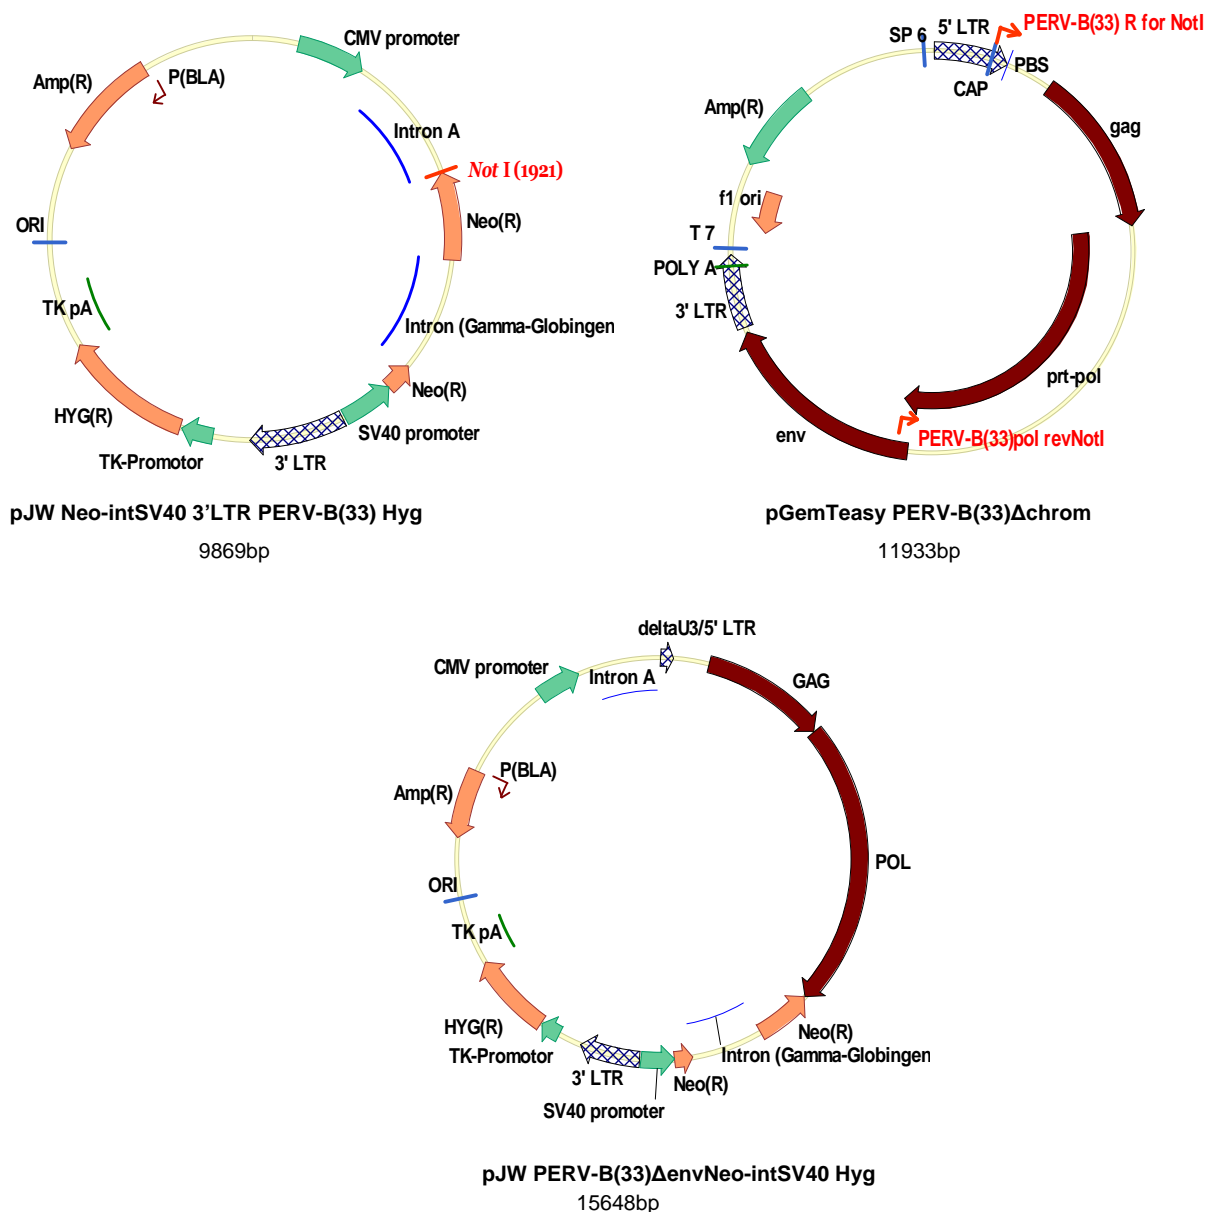 CMV promoter
P(BLA)
Amp(R)
Intron A
Not I (1921)
Neo(R)
ORI
TK pA
Intron (Gamma-Globingen
Neo(R)
HYG(R)
SV40 promoter
TK-Promotor
3' LTR
pJW Neo-intSV40 3’LTR PERV-B(33) Hyg
9869bp
SP 6
5' LTR
PERV-B(33) R for NotI
PBS
CAP
Amp(R)
gag
f1 ori
T 7
POLY A
3' LTR
prt-pol
env
PERV-B(33)pol revNotI
pGemTeasy PERV-B(33)Δchrom
11933bp
deltaU3/5' LTR
CMV promoter
Intron A
GAG
P(BLA)
Amp(R)
POL
ORI
TK pA
HYG(R)
Neo(R)
TK-Promotor
Intron (Gamma-Globingen
3' LTR
Neo(R)
SV40 promoter
pJW PERV-B(33)ΔenvNeo-intSV40 Hyg
15648bp